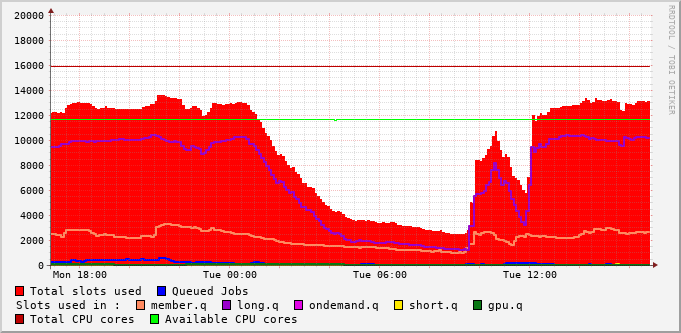 20000
18000
16000
14000
12000
10000
8000
6000
4000
2000
0
Mon 18:00 Tue 00:00 Tue 06:00 Tue 12:00
RRDTOOL / TOBI OETIKER
Total slots used Queued Jobs
Slots used in : member.q long.q ondemand.q short.q gpu.q
Total CPU cores Available CPU cores